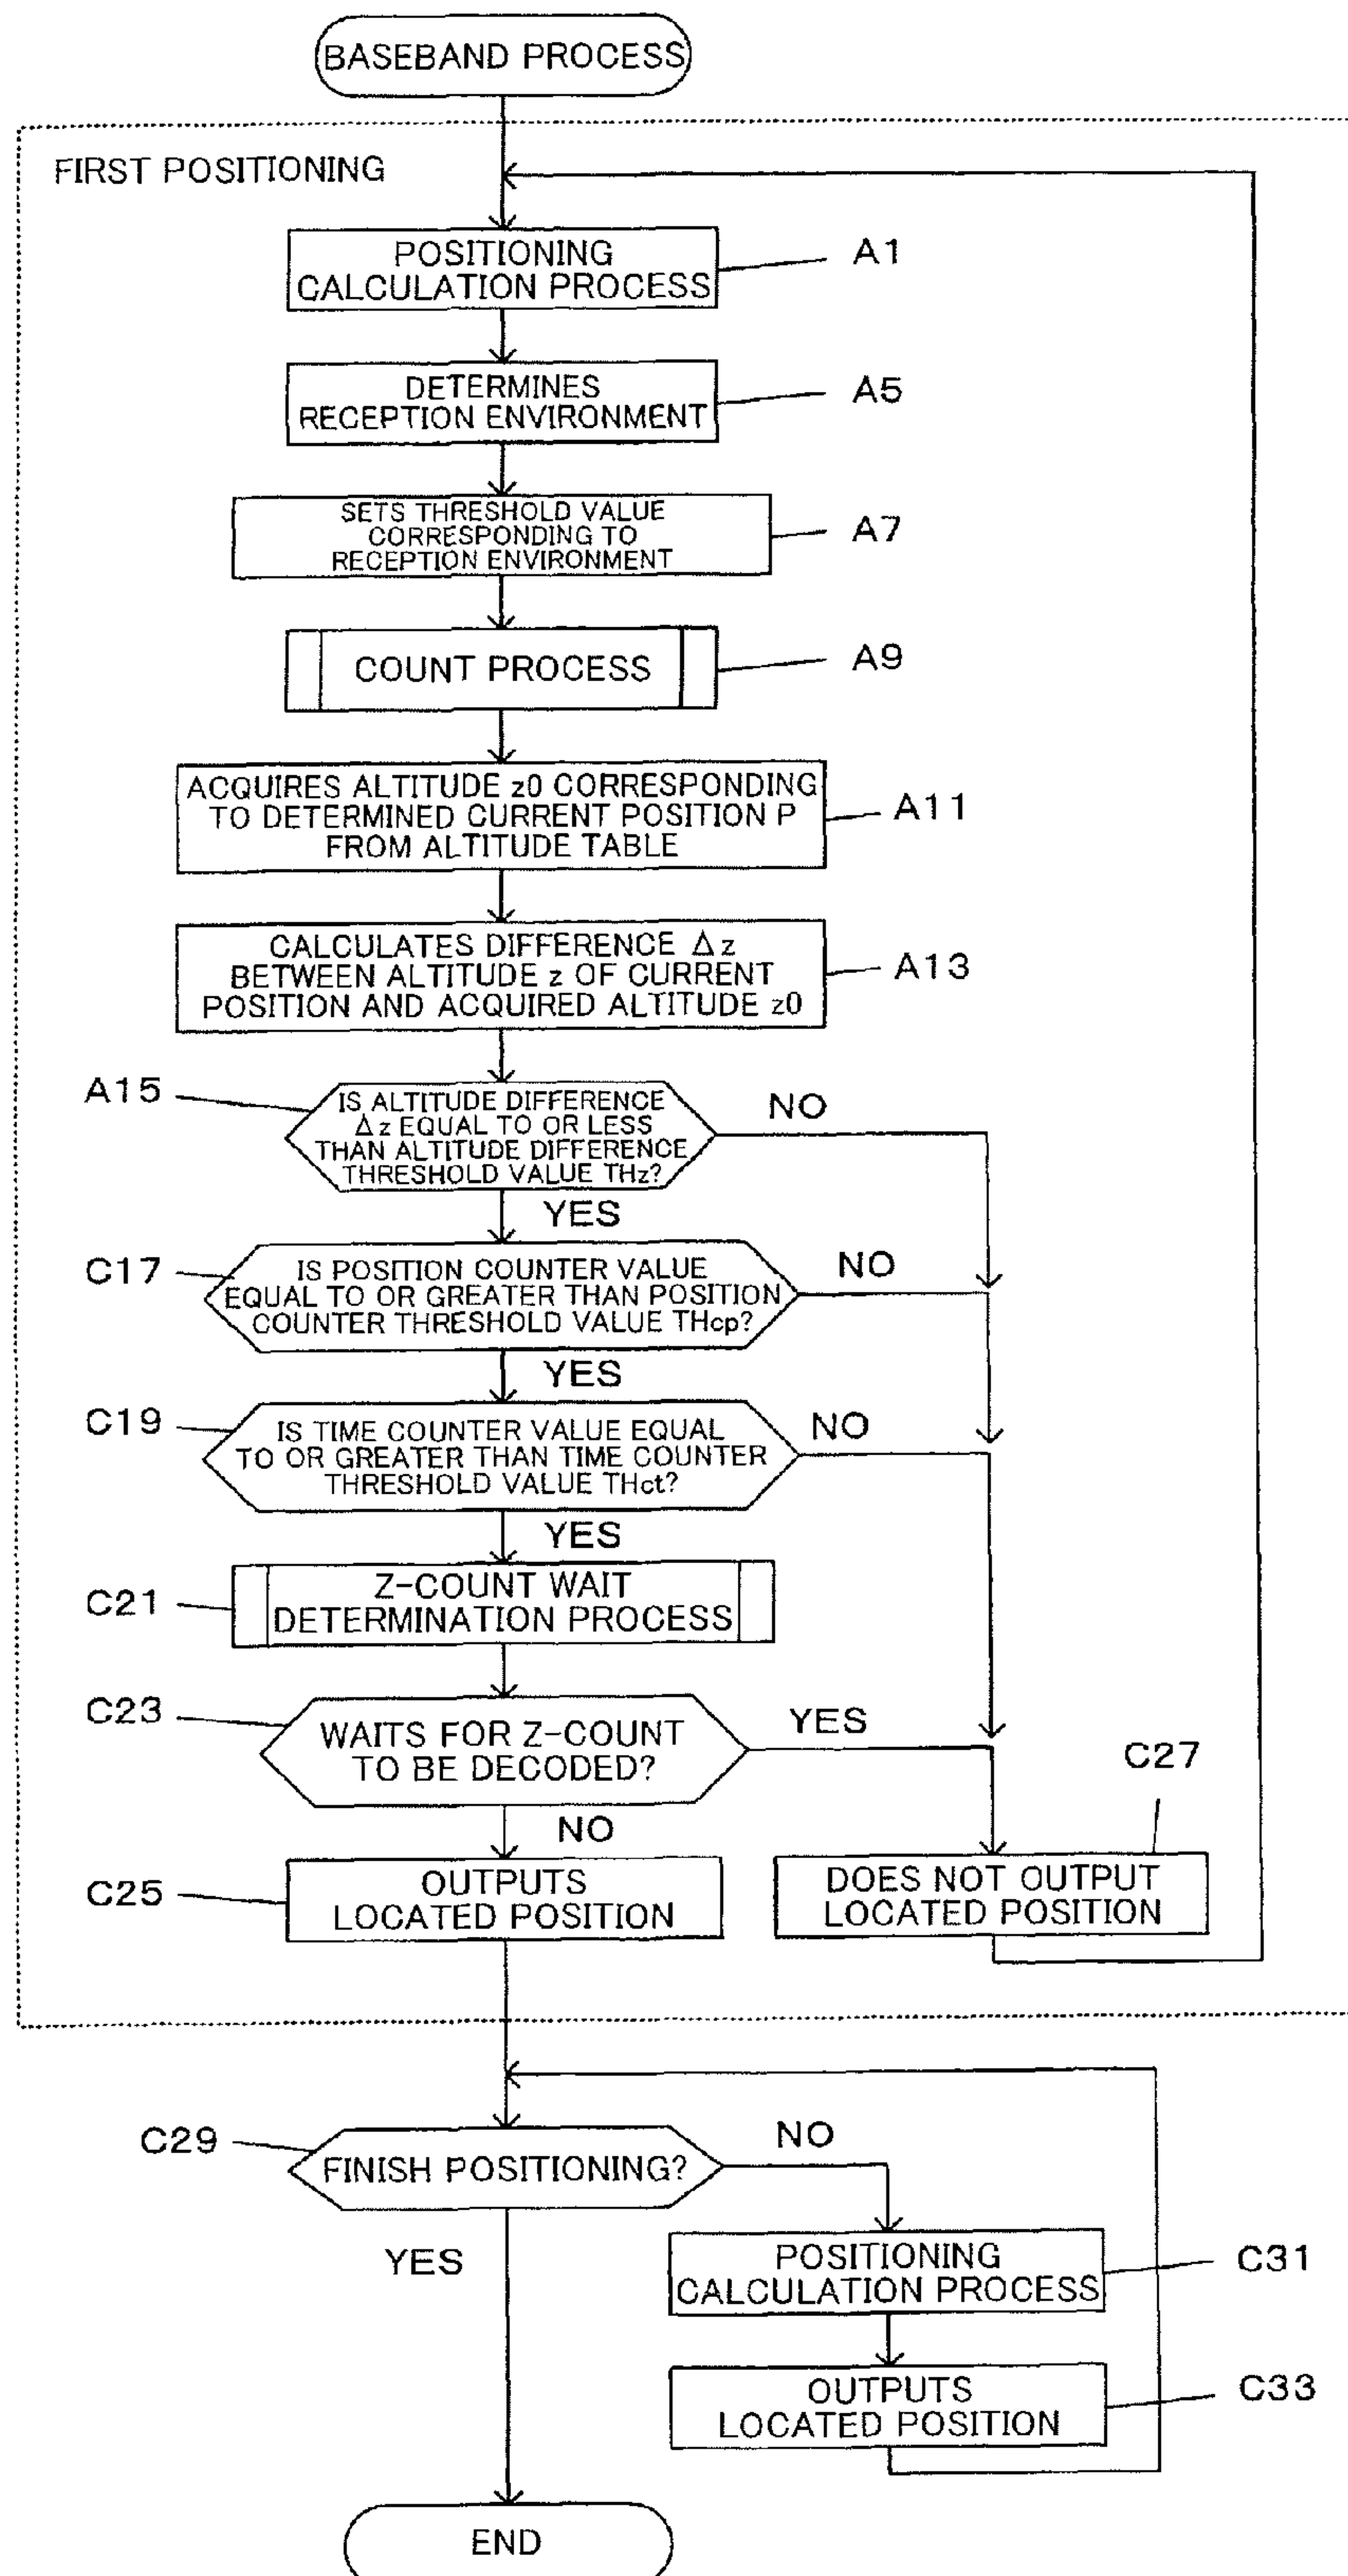 BASEBAND PROCESS
FIRST POSITIONING
POSITIONING
CALCULATION PROCESS
A1
DETERMINES
RECEPTION ENVIRONMENT
A5
SETS THRESHOLD VALUE
CORRESPONDING TO
RECEPTION ENVIRONMENT
A7
COUNT PROCESS
A9
ACQUIRES ALTITUDE z0 CORRESPONDING
TO DETERMINED CURRENT POSITION P
FROM ALTITUDE TABLE
A11
CALCULATES DIFFERENCE Δz
BETWEEN ALTITUDE z OF CURRENT
POSITION AND ACQUIRED ALTITUDE z0
A13
A15
IS ALTITUDE DIFFERENCE
Δz EQUAL TO OR LESS
THAN ALTITUDE DIFFERENCE
THRESHOLD VALUE THz?
NO
YES
C17
IS POSITION COUNTER VALUE
EQUAL TO OR GREATER THAN POSITION
COUNTER THRESHOLD VALUE THcp?
NO
YES
C19
IS TIME COUNTER VALUE EQUAL
TO OR GREATER THAN TIME COUNTER
THRESHOLD VALUE THct?
NO
YES
C21
Z-COUNT WAIT
DETERMINATION PROCESS
C23
WAITS FOR Z-COUNT
TO BE DECODED?
YES
NO
C27
C25
OUTPUTS
LOCATED POSITION
DOES NOT OUTPUT
LOCATED POSITION
C29
FINISH POSITIONING?
NO
YES
POSITIONING
CALCULATION PROCESS
C31
OUTPUTS
LOCATED POSITION
C33
END